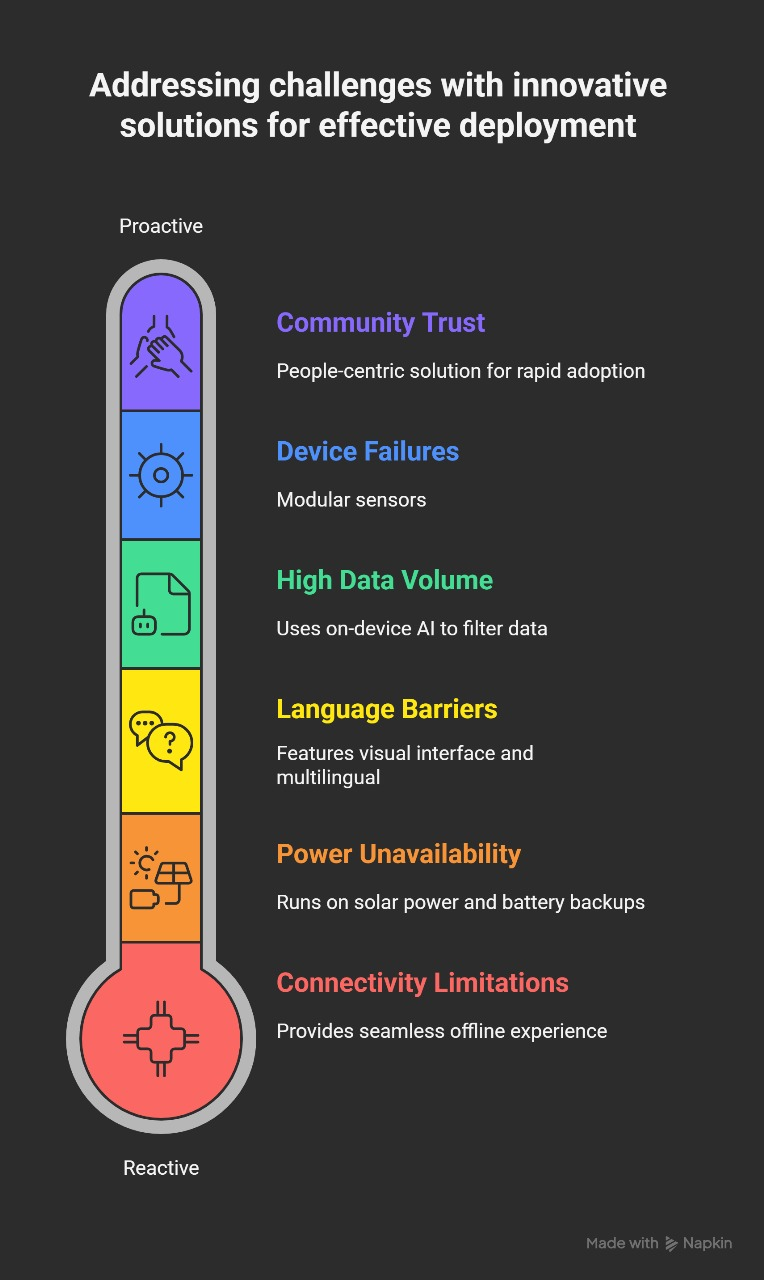 Addressing challenges with innovative
solutions for effective deployment
Proactive
Community Trust
People-centric solution for rapid adoption
Device Failures
Modular sensors
High Data Volume
Uses on-device AI to filter data
Language Barriers
?
Features visual interface and
multilingual
Power Unavailability
Runs on solar power and battery backups
Connectivity Limitations
Provides seamless offline experience
Reactive
Made with Napkin